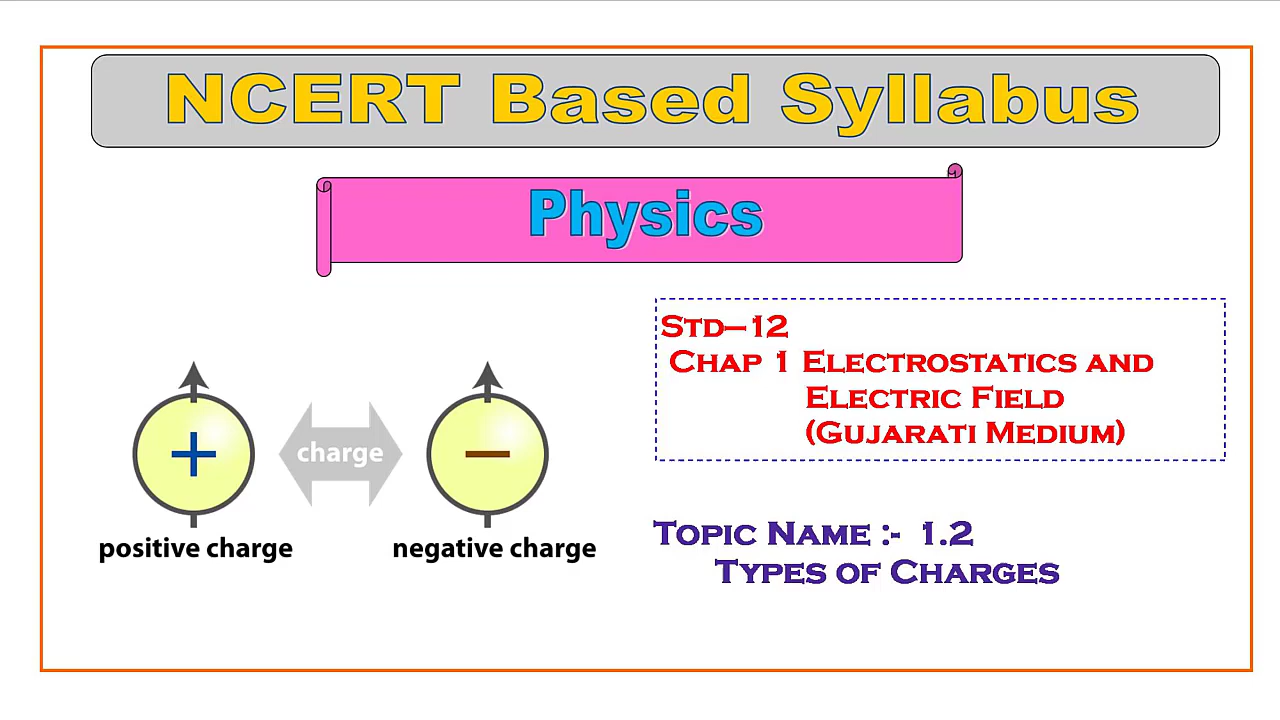 NCERT Based Syllabus
Physics
Std–12
Chap 1 Electrostatics and
Electric Field
(Gujarati Medium)
+
charge
–
positive charge
negative charge
Topic Name :- 1.2
Types of Charges